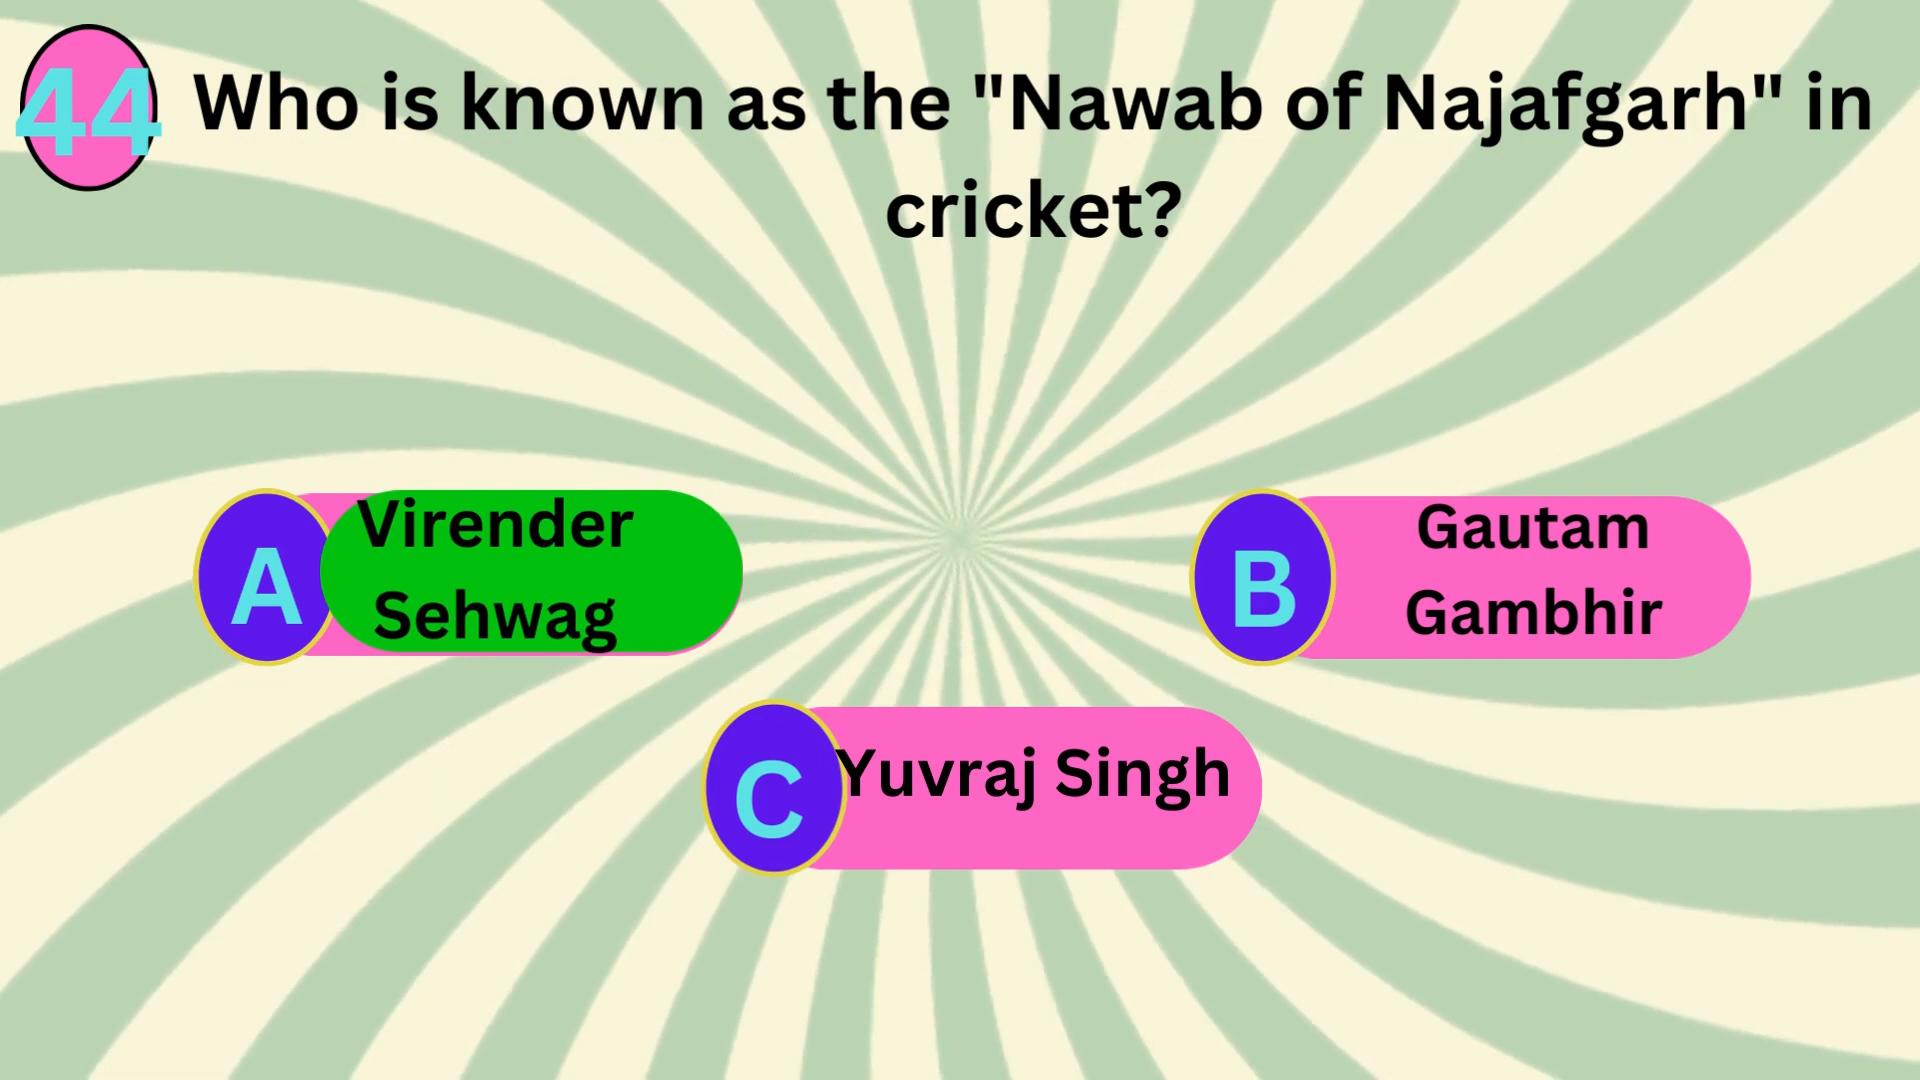 44
Who is known as the "Nawab of Najafgarh" in
cricket?
A
Virender
Sehwag
B
Gautam
Gambhir
C
Yuvraj Singh